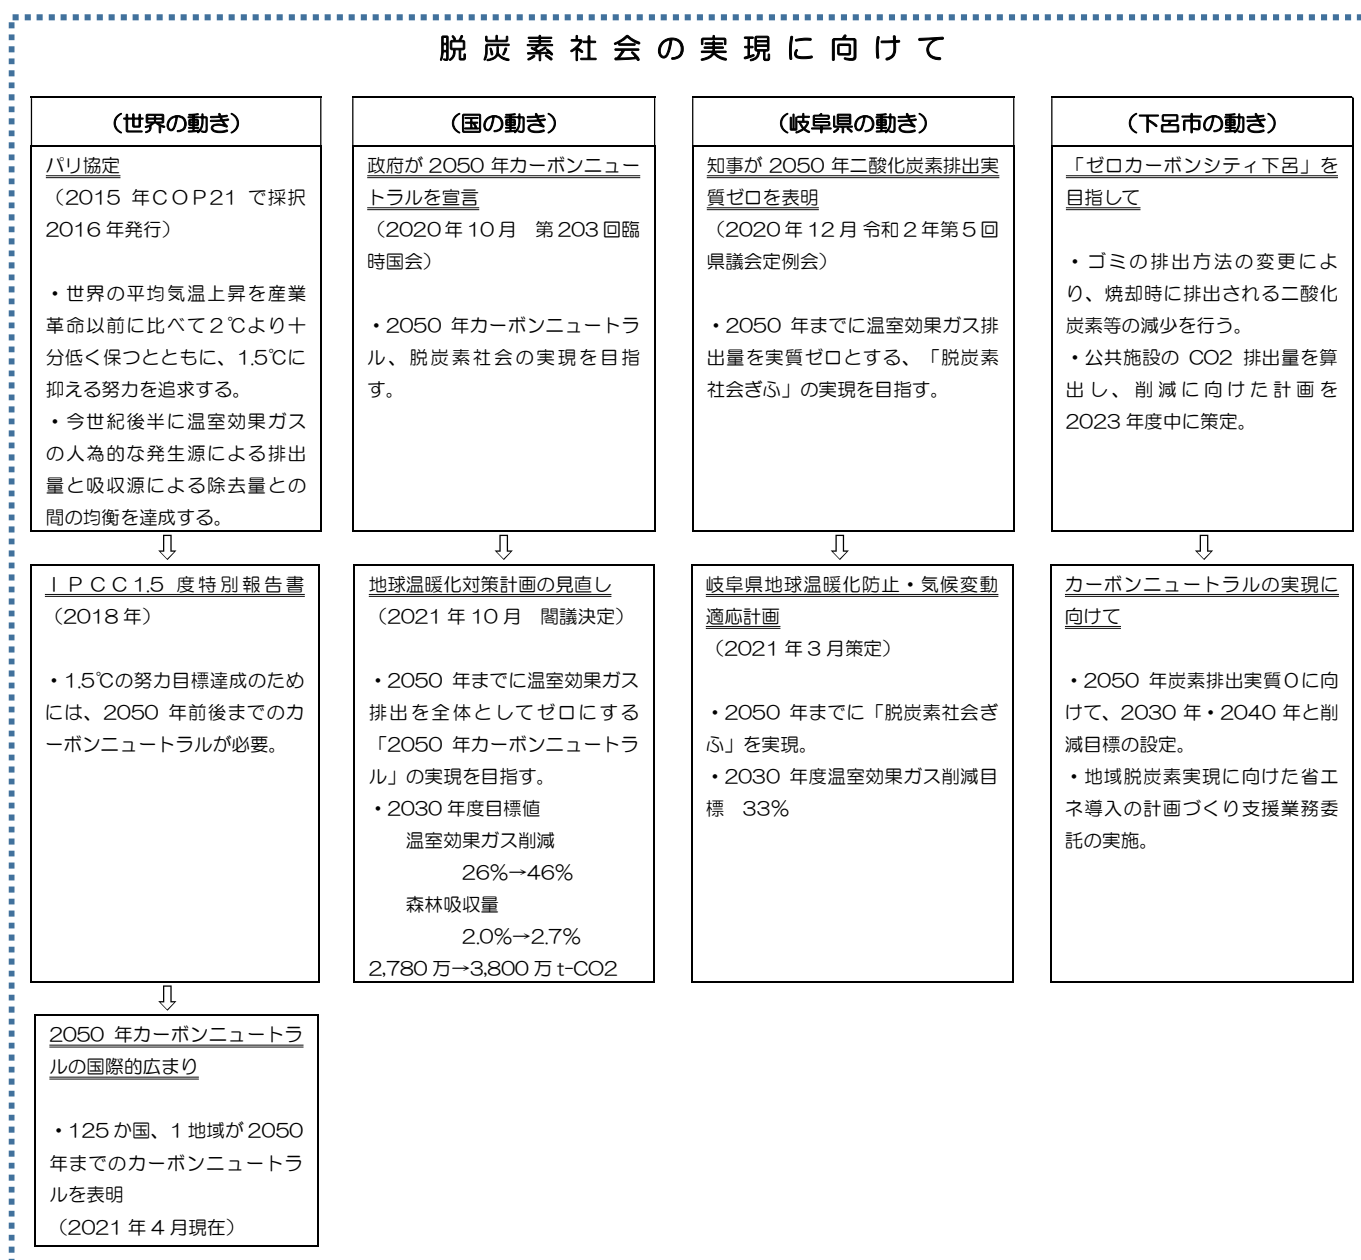 脱炭素社会の実現に向けて
（世界の動き）
パリ協定
（2015 年ＣＯＰ21 で採択
2016 年発行）
・世界の平均気温上昇を産業
革命以前に比べて２℃より十
分低く保つとともに、1.5℃に
抑える努力を追求する。
・今世紀後半に温室効果ガス
の人為的な発生源による排出
量と吸収源による除去量との
間の均衡を達成する。
⇩
ＩＰＣＣ1.5 度特別報告書
（2018 年）
・1.5℃の努力目標達成のため
には、2050 年前後までのカ
ーボンニュートラルが必要。
⇩
2050 年カーボンニュートラ
ルの国際的広まり
・125 か国、１地域が 2050
年までのカーボンニュートラ
ルを表明
（2021 年４月現在）
（国の動き）
政府が 2050 年カーボンニュー
トラルを宣言
（2020 年 10 月　第 203 回臨
時国会）
・2050 年カーボンニュートラ
ル、脱炭素社会の実現を目指
す。
⇩
地球温暖化対策計画の見直し
（2021 年 10 月　閣議決定）
・2050 年までに温室効果ガス
排出を全体としてゼロにする
「2050 年カーボンニュートラ
ル」の実現を目指す。
・2030 年度目標値
温室効果ガス削減
26%→46%
森林吸収量
2.0%→2.7%
2,780 万→3,800 万 t-CO2
（岐阜県の動き）
知事が 2050 年二酸化炭素排出実
質ゼロを表明
（2020 年 12 月 令和２年第５回
県議会定例会）
・2050 年までに温室効果ガス排
出量を実質ゼロとする、「脱炭素
社会ぎふ」の実現を目指す。
⇩
岐阜県地球温暖化防止・気候変動
適応計画
（2021 年３月策定）
・2050 年までに「脱炭素社会ぎ
ふ」を実現。
・2030 年度温室効果ガス削減目
標　33%
（下呂市の動き）
「ゼロカーボンシティ下呂」を
目指して
・ゴミの排出方法の変更によ
り、焼却時に排出される二酸化
炭素等の減少を行う。
・公共施設の CO2 排出量を算
出し、削減に向けた計画を
2023 年度中に策定。
⇩
カーボンニュートラルの実現に
向けて
・2050 年炭素排出実質０に向
けて、2030 年・2040 年と削
減目標の設定。
・地域脱炭素実現に向けた省エ
ネ導入の計画づくり支援業務委
託の実施。